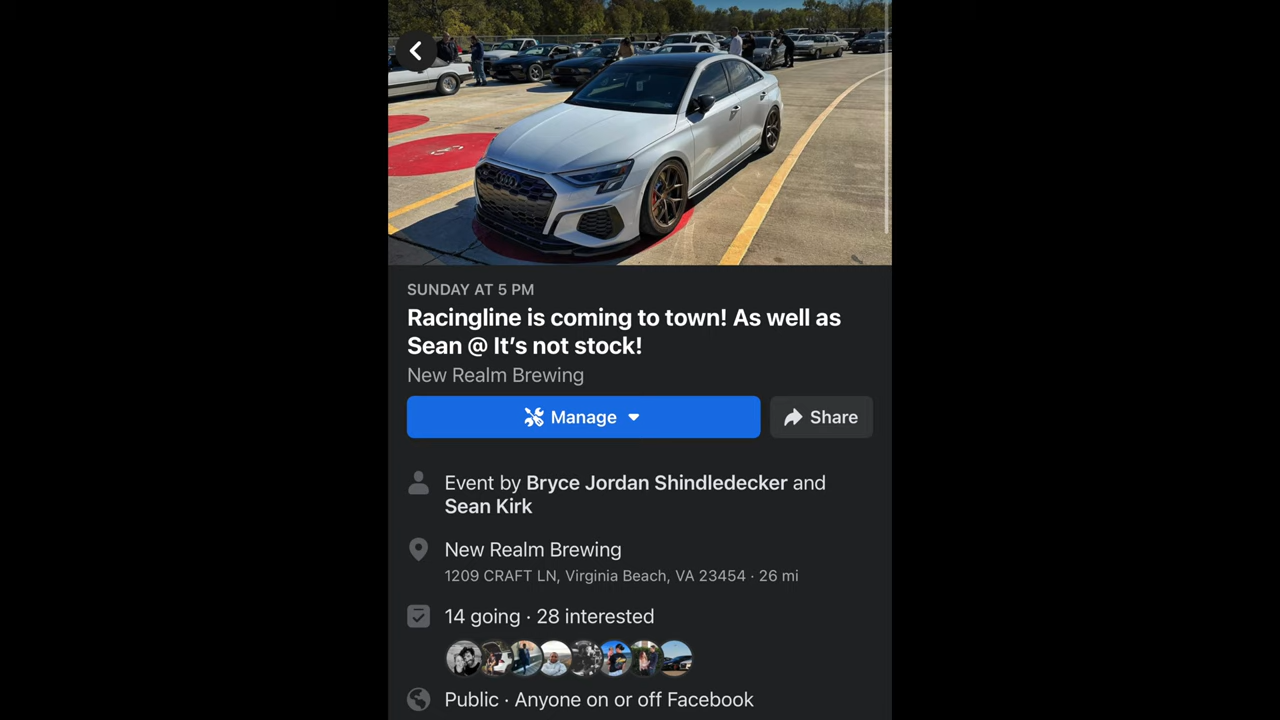 SUNDAY AT 5 PM
Racingline is coming to town! As well as
Sean @ It’s not stock!
New Realm Brewing
Manage
Share
Event by Bryce Jordan Shindledecker and
Sean Kirk
New Realm Brewing
1209 CRAFT LN, Virginia Beach, VA 23454 · 26 mi
14 going · 28 interested
Public · Anyone on or off Facebook